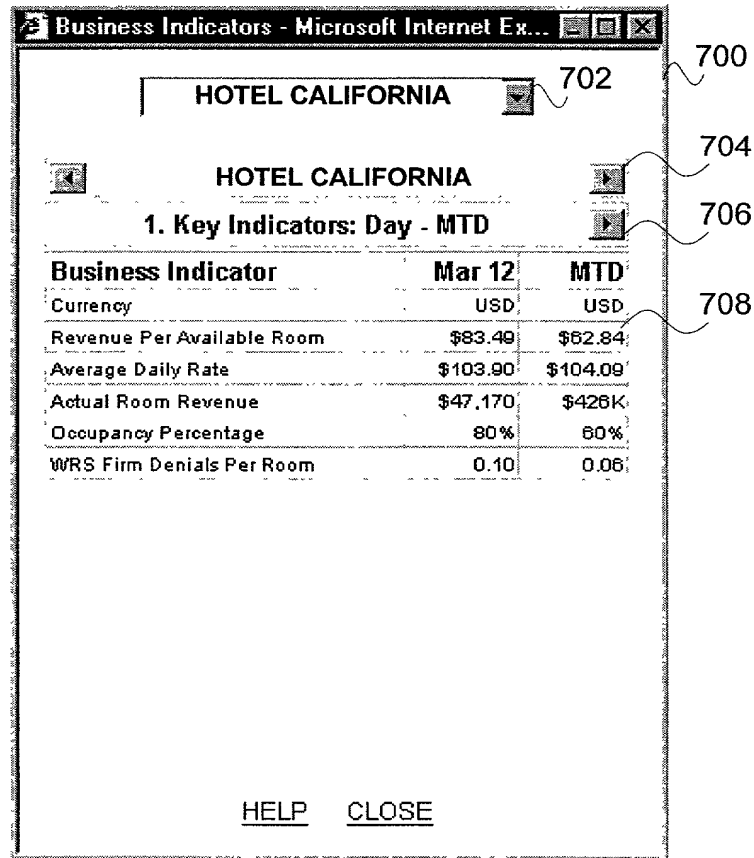 Business Indicators - Microsoft Internet Ex...
700
HOTEL CALIFORNIA
702
HOTEL CALIFORNIA
704
1. Key Indicators: Day - MTD
706
Business Indicator Mar 12 MTD
Currency USD USD
708
Revenue Per Available Room $83.49 $62.84
Average Daily Rate $103.90 $104.09
Actual Room Revenue $47,170 $426K
Occupancy Percentage 80% 60%
WRS Firm Denials Per Room 0.10 0.06
HELP CLOSE